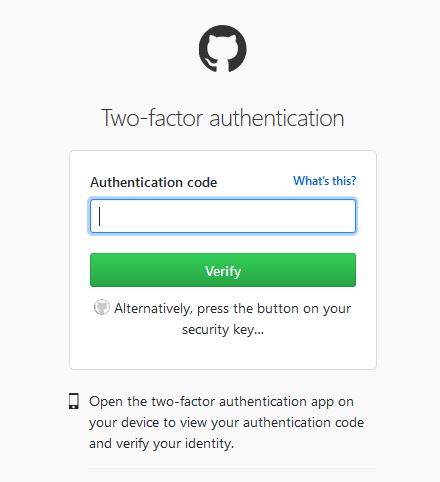 Two-factor authentication
Authentication code What's this?
Verify
Alternatively, press the button on your
security key...
Open the two-factor authentication app on
your device to view your authentication code
and verify your identity.